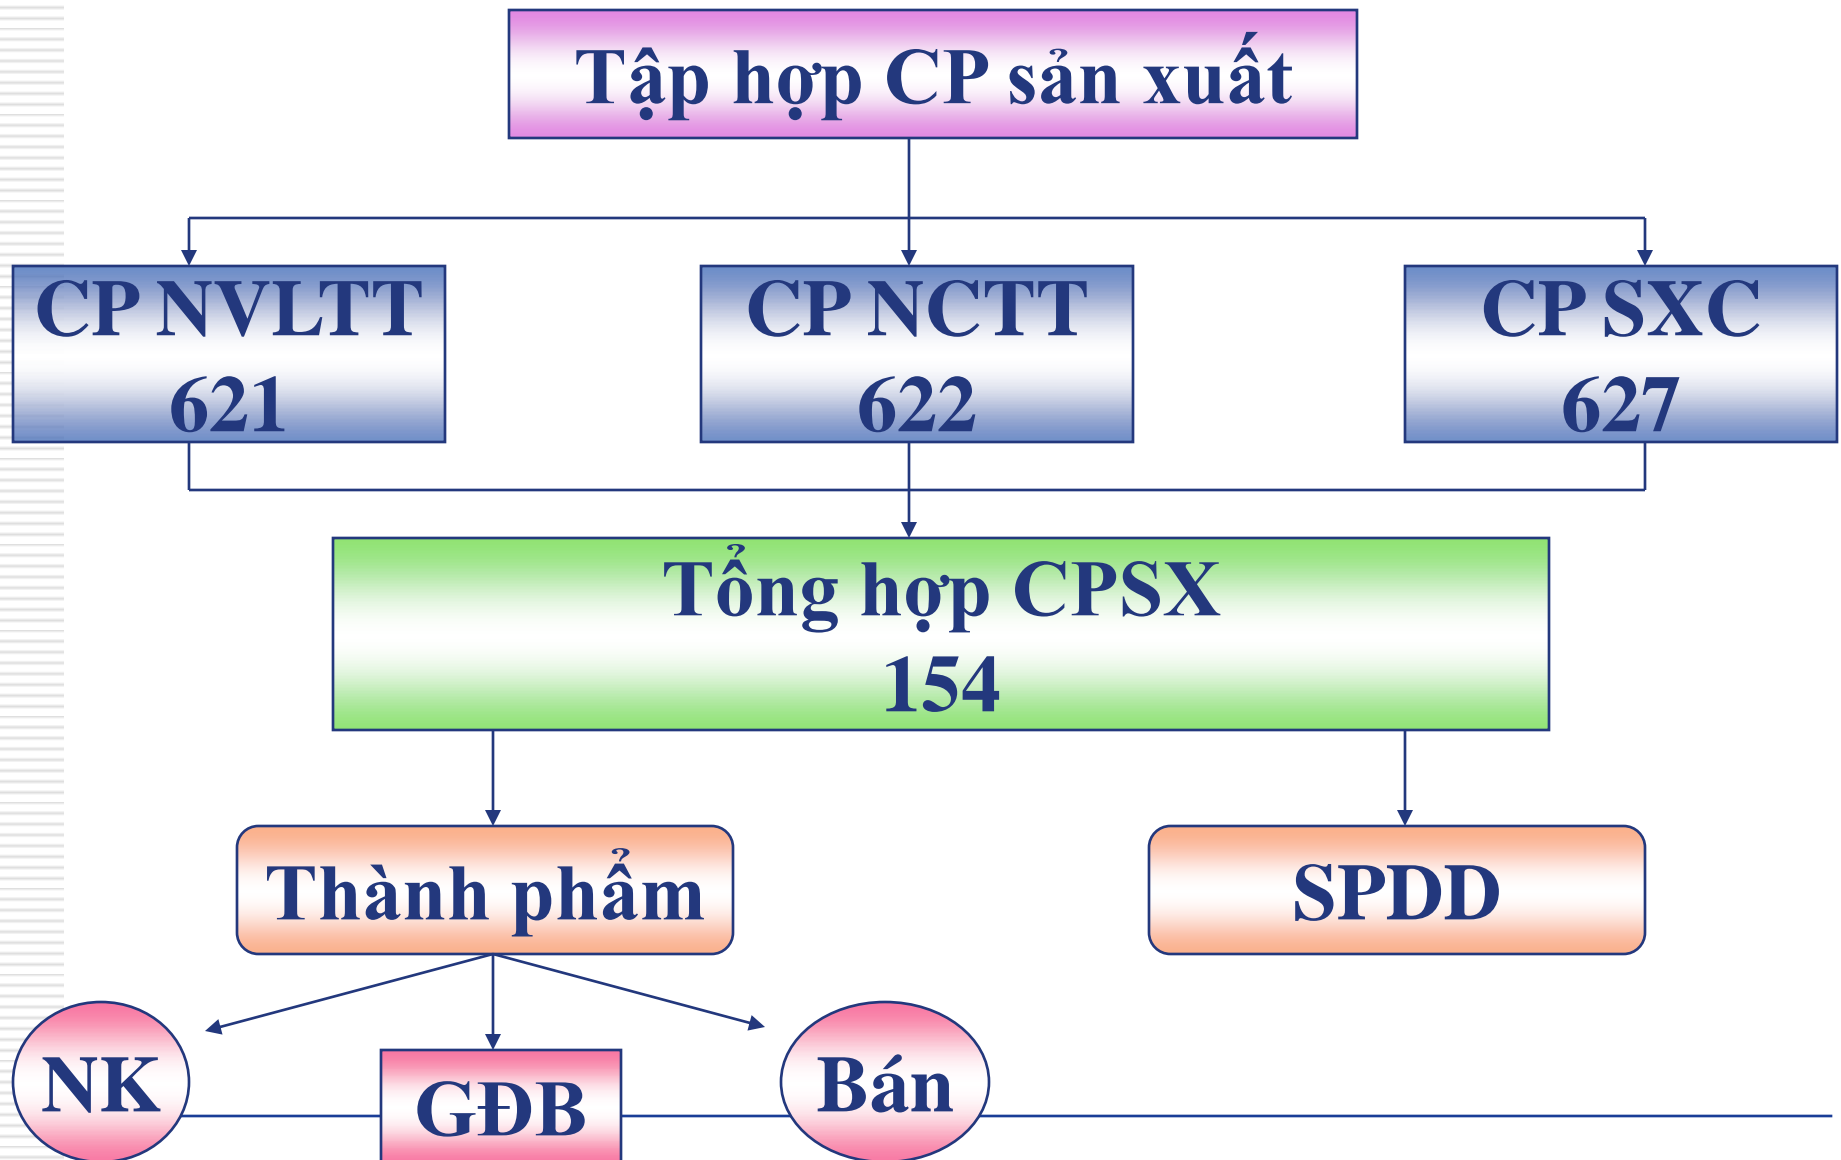 Tập hợp CP sản xuất
CP NVLTT
621
CP NCTT
622
CP SXC
627
Tổng hợp CPSX
154
Thành phẩm
SPDD
NK
GĐB
Bán